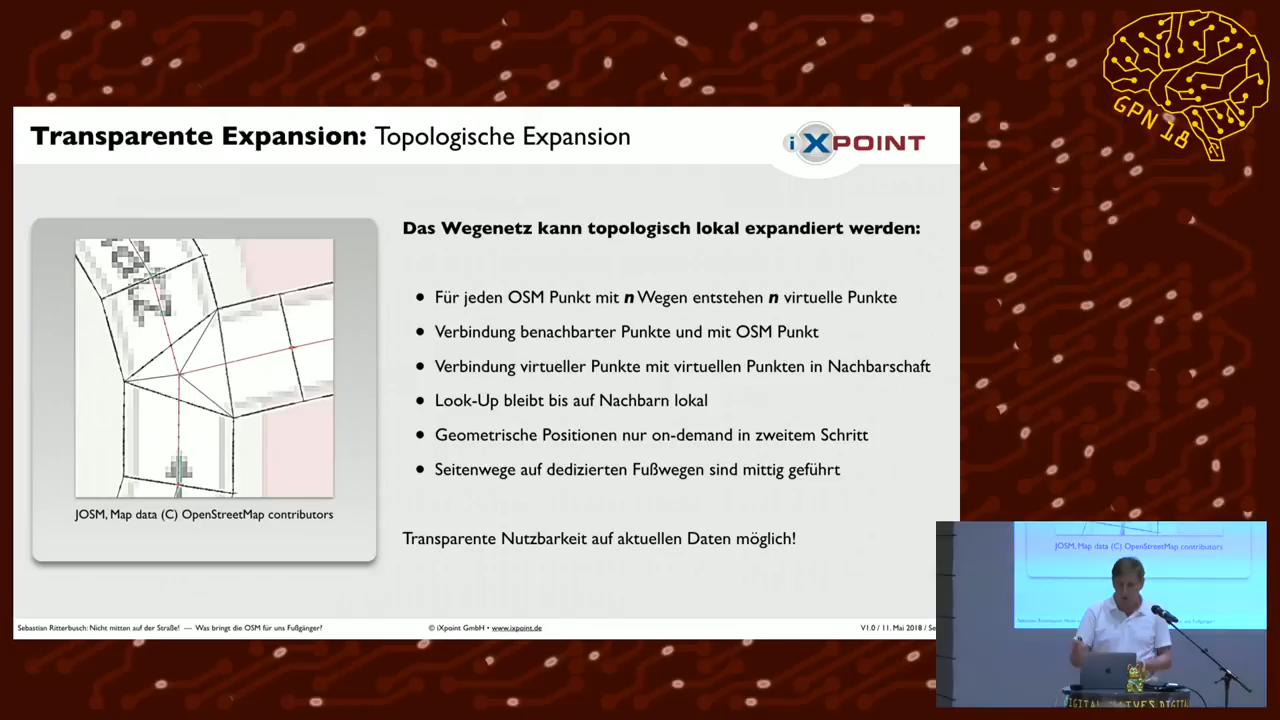 GPN 18
Transparente Expansion: Topologische Expansion
iXPOINT
Das Wegenetz kann topologisch lokal expandiert werden:
• Für jeden OSM Punkt mit n Wegen entstehen n virtuelle Punkte
• Verbindung benachbarter Punkte und mit OSM Punkt
• Verbindung virtueller Punkte mit virtuellen Punkten in Nachbarschaft
• Look-Up bleibt bis auf Nachbarn lokal
• Geometrische Positionen nur on-demand in zweitem Schritt
• Seitenwege auf dedizierten Fußwegen sind mittig geführt
JOSM, Map data (C) OpenStreetMap contributors
Transparente Nutzbarkeit auf aktuellen Daten möglich!
Sebastian Ritterbusch: Nicht mitten auf der Straße! — Was bringt die OSM für uns Fußgänger?
© iXpoint GmbH • www.ixpoint.de
V1.0 / 11. Mai 2018 / Se
JOSM, Map data (C) OpenStreetMap contributors